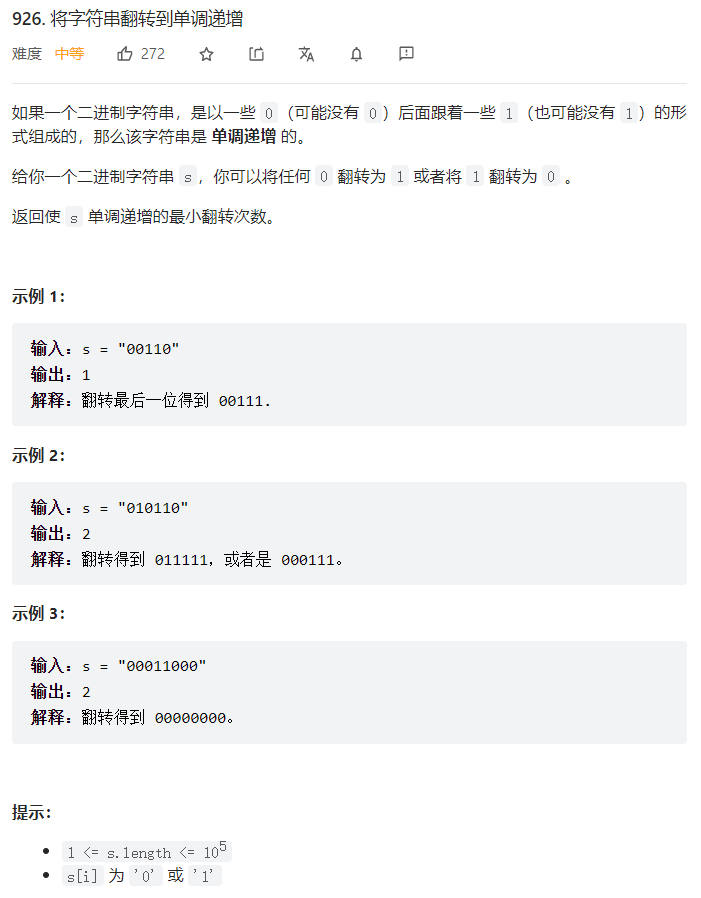 926. 将字符串翻转到单调递增
难度 中等 272
如果一个二进制字符串，是以一些 0（可能没有 0）后面跟着一些 1（也可能没有 1）的形
式组成的，那么该字符串是 单调递增 的。
给你一个二进制字符串 s，你可以将任何 0 翻转为 1 或者将 1 翻转为 0 。
返回使 s 单调递增的最小翻转次数。
示例 1：
输入：s = "00110"
输出：1
解释：翻转最后一位得到 00111.
示例 2：
输入：s = "010110"
输出：2
解释：翻转得到 011111，或者是 000111。
示例 3：
输入：s = "00011000"
输出：2
解释：翻转得到 00000000。
提示：
1 <= s.length <= 10⁵
s[i] 为 '0' 或 '1'